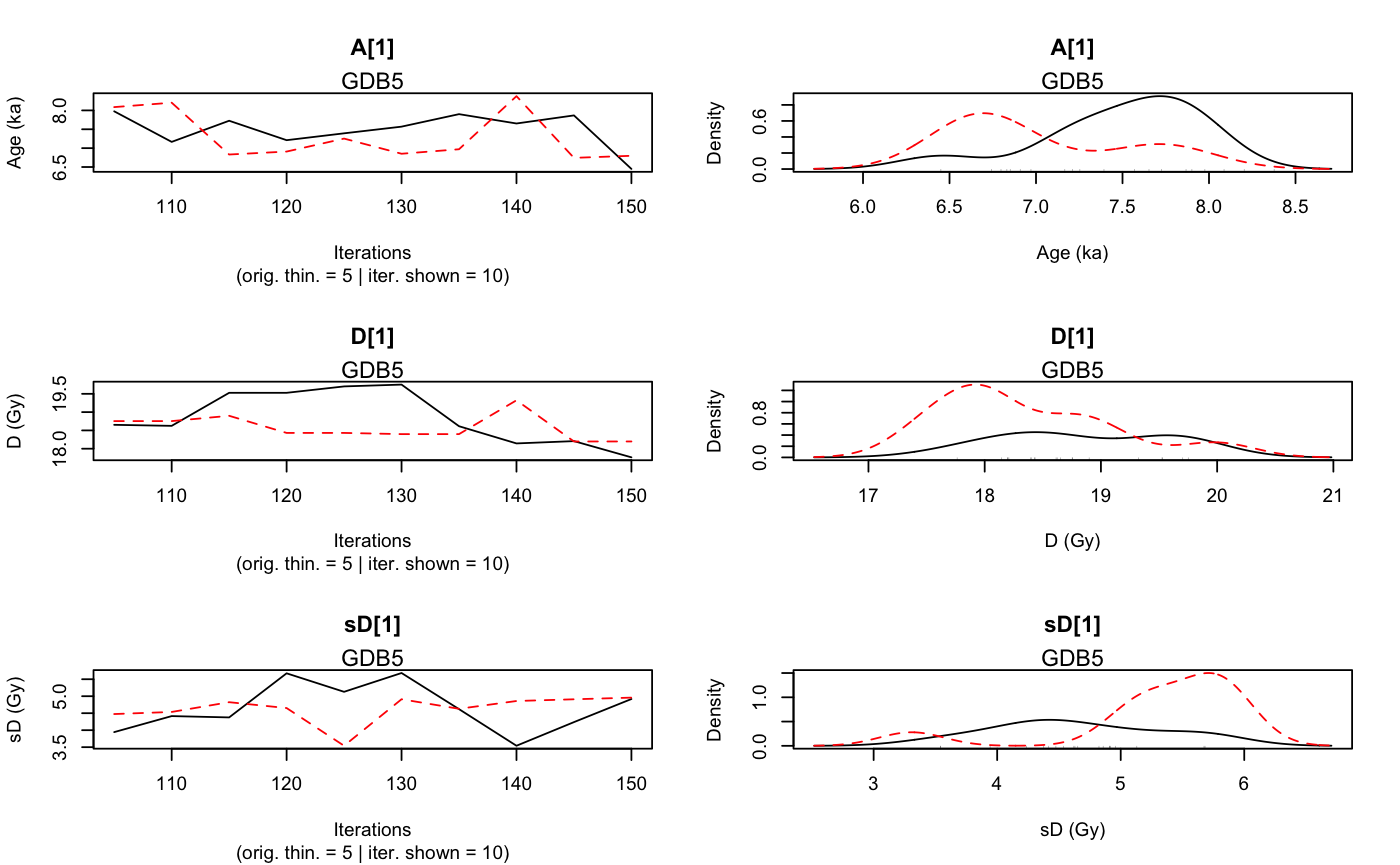 A[1]
GDB5
Age (ka)
8.0
6.5
110 120 130 140 150
Iterations
(orig. thin. = 5 | iter. shown = 10)
A[1]
GDB5
Density
0.6
0.0
6.0 6.5 7.0 7.5 8.0 8.5
Age (ka)
D[1]
GDB5
D (Gy)
19.5
18.0
110 120 130 140 150
Iterations
(orig. thin. = 5 | iter. shown = 10)
D[1]
GDB5
Density
0.8
0.0
17 18 19 20 21
D (Gy)
sD[1]
GDB5
sD (Gy)
5.0
3.5
110 120 130 140 150
Iterations
(orig. thin. = 5 | iter. shown = 10)
sD[1]
GDB5
Density
1.0
0.0
3 4 5 6
sD (Gy)